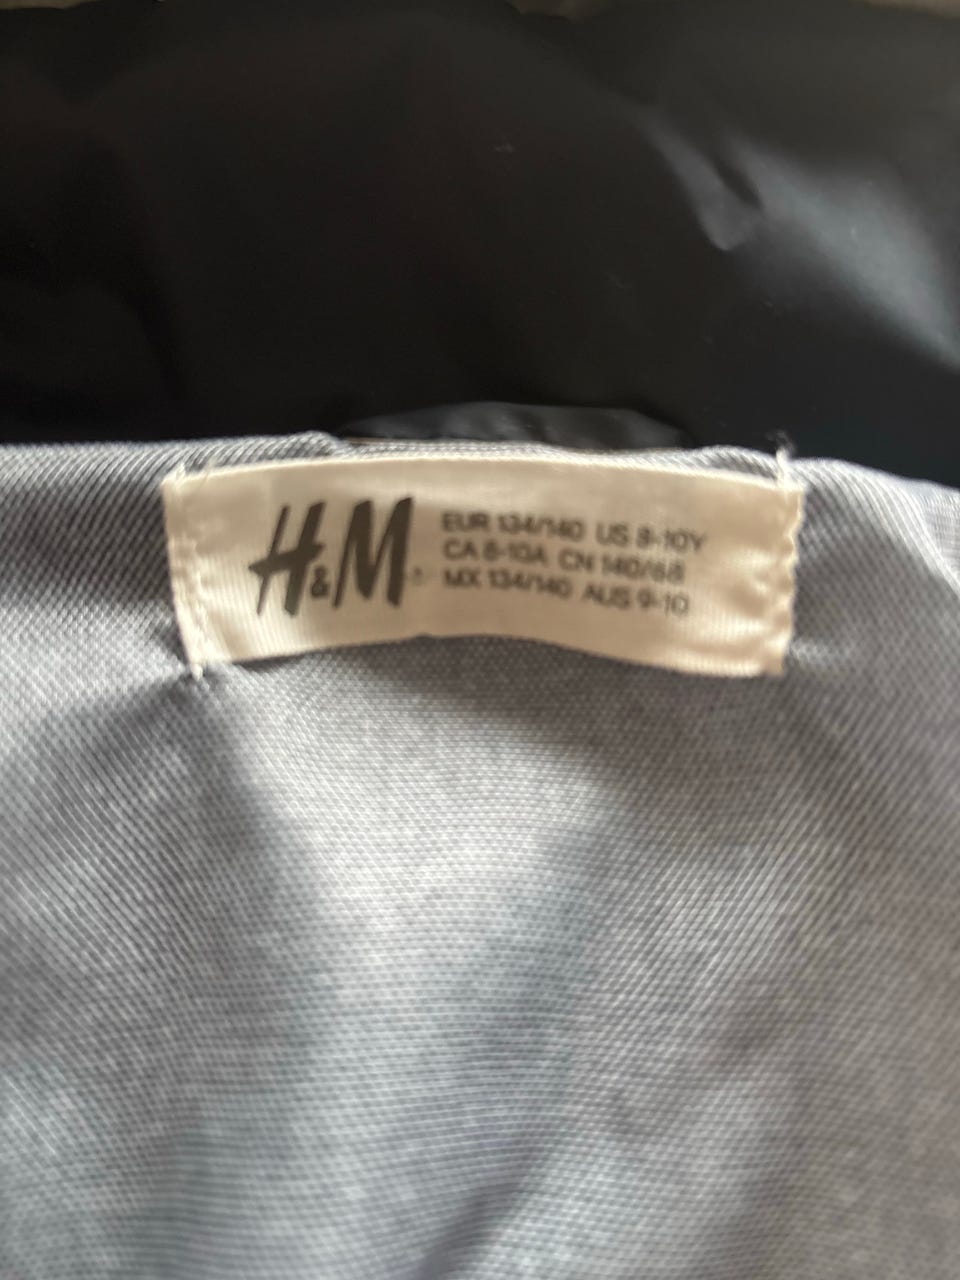 H&M
EUR 134/140 US 8-10Y
CA 8-10A CN 140/68
MX 134/140 AUS 9-10